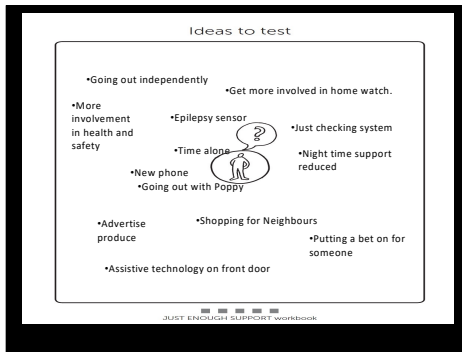 Ideas to test
•Going out independently
•Get more involved in home watch.
•More
involvement
in health and
safety
•Epilepsy sensor
?
•Just checking system
•Time alone
•Night time support
reduced
•New phone
•Going out with Poppy
•Advertise
produce
•Shopping for Neighbours
•Putting a bet on for
someone
•Assistive technology on front door
JUST ENOUGH SUPPORT workbook